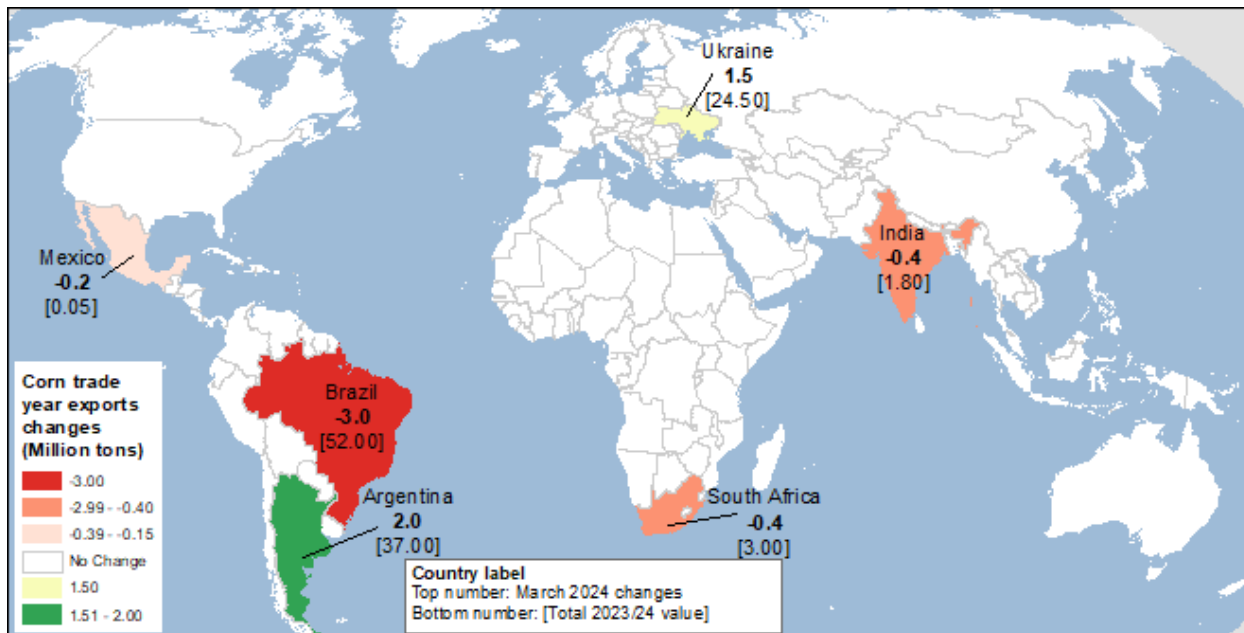 Ukraine
1.5
[24.50]
India
-0.4
[1.80]
Mexico
-0.2
[0.05]
Brazil
-3.0
[52.00]
Argentina
2.0
[37.00]
South Africa
-0.4
[3.00]
Corn trade
year exports
changes
(Million tons)
-3.00
-2.99 - -0.40
-0.39 - -0.15
No Change
1.50
1.51 - 2.00
Country label
Top number: March 2024 changes
Bottom number: [Total 2023/24 value]